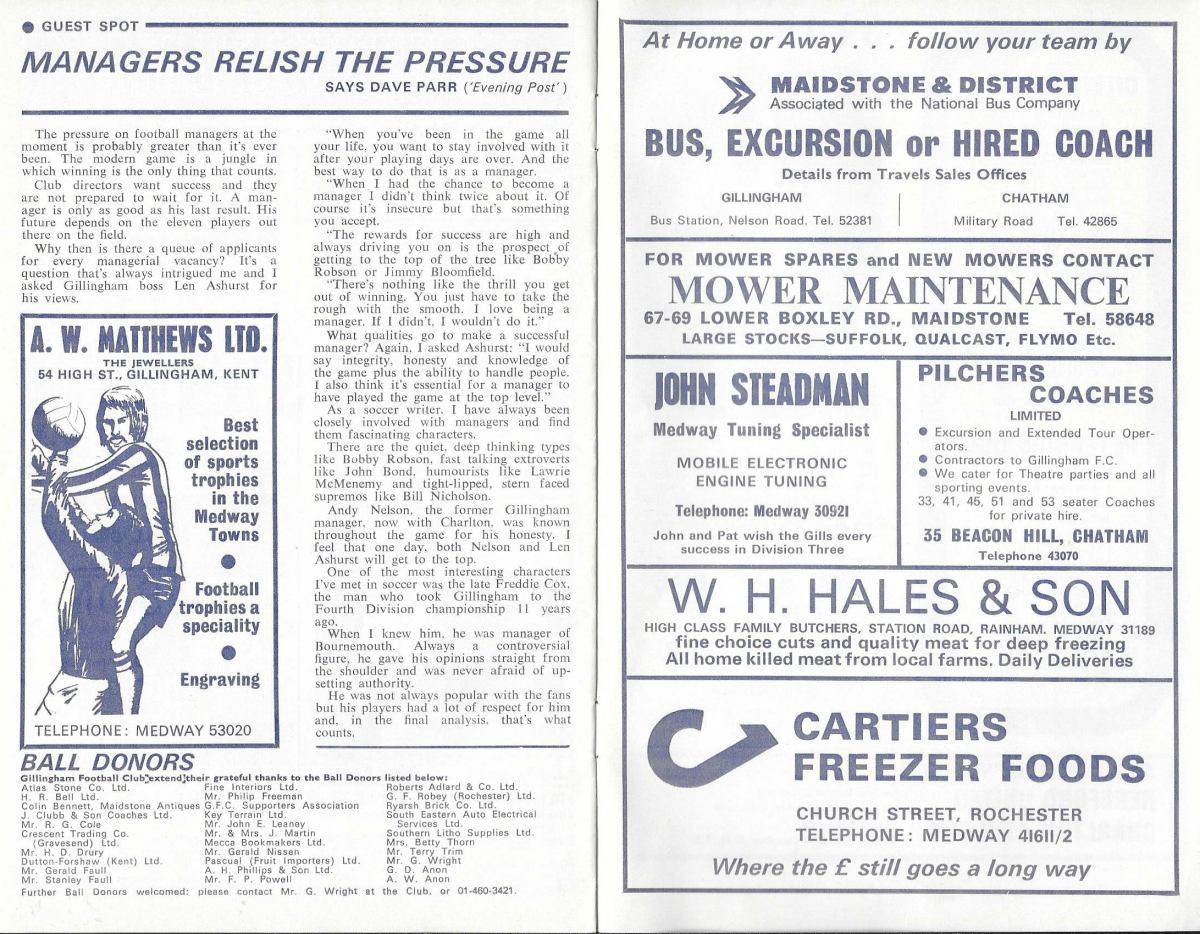 ● GUEST SPOT
MANAGERS RELISH THE PRESSURE
SAYS DAVE PARR ('Evening Post')
The pressure on football managers at the
moment is probably greater than it's ever
been. The modern game is a jungle in
which winning is the only thing that counts.
Club directors want success and they
are not prepared to wait for it. A man-
ager is only as good as his last result. His
future depends on the eleven players out
there on the field.
Why then is there a queue of applicants
for every managerial vacancy? It's a
question that's always intrigued me and I
asked Gillingham boss Len Ashurst for
his views.
A. W. MATTHEWS LTD.
THE JEWELLERS
54 HIGH ST., GILLINGHAM, KENT
Best
selection
of sports
trophies
in the
Medway
Towns
●
Football
trophies a
speciality
●
Engraving
TELEPHONE: MEDWAY 53020
"When you've been in the game all
your life, you want to stay involved with it
after your playing days are over. And the
best way to do that is as a manager.
"When I had the chance to become a
manager I didn't think twice about it. Of
course it's insecure but that's something
you accept.
"The rewards for success are high and
always driving you on is the prospect of
getting to the top of the tree like Bobby
Robson or Jimmy Bloomfield.
"There's nothing like the thrill you get
out of winning. You just have to take the
rough with the smooth. I love being a
manager. If I didn't, I wouldn't do it."
What qualities go to make a successful
manager? Again, I asked Ashurst: "I would
say integrity, honesty and knowledge of
the game plus the ability to handle people.
I also think it's essential for a manager to
have played the game at the top level."
As a soccer writer, I have always been
closely involved with managers and find
them fascinating characters.
There are the quiet, deep thinking types
like Bobby Robson, fast talking extroverts
like John Bond, humourists like Lawrie
McMenemy and tight-lipped, stern faced
supremos like Bill Nicholson.
Andy Nelson, the former Gillingham
manager, now with Charlton, was known
throughout the game for his honesty. I
feel that one day, both Nelson and Len
Ashurst will get to the top.
One of the most interesting characters
I've met in soccer was the late Freddie Cox,
the man who took Gillingham to the
Fourth Division championship 11 years
ago.
When I knew him, he was manager of
Bournemouth. Always a controversial
figure, he gave his opinions straight from
the shoulder and was never afraid of up-
setting authority.
He was not always popular with the fans
but his players had a lot of respect for him
and, in the final analysis, that's what
counts.
BALL DONORS
Gillingham Football Club extend their grateful thanks to the Ball Donors listed below:
Atlas Stone Co. Ltd.
H. R. Bell Ltd.
Colin Bennett, Maidstone Antiques
J. Clubb & Son Coaches Ltd.
Mr. R. G. Cole
Crescent Trading Co.
(Gravesend) Ltd.
Mr. H. D. Drury
Dutton-Forshaw (Kent) Ltd.
Mr. Gerald Faull
Mr. Stanley Faull
Fine Interiors Ltd.
Mr. Philip Freeman
G.F.C. Supporters Association
Key Terrain Ltd.
Mr. John E. Leaney
Mr. & Mrs. J. Martin
Mecca Bookmakers Ltd.
Mr. Gerald Nissen
Pascual (Fruit Importers) Ltd.
A. H. Phillips & Son Ltd.
Mr. F. P. Powell
Roberts Adlard & Co. Ltd.
G. F. Robey (Rochester) Ltd.
Ryarsh Brick Co. Ltd.
South Eastern Auto Electrical
Services Ltd.
Southern Litho Supplies Ltd.
Mrs. Betty Thorn
Mr. Terry Trim
Mr. G. Wright
G. D. Anon
A. W. Anon
Further Ball Donors welcomed: please contact Mr. G. Wright at the Club, or 01-460-3421.
At Home or Away . . . follow your team by
MAIDSTONE & DISTRICT
Associated with the National Bus Company
BUS, EXCURSION or HIRED COACH
Details from Travels Sales Offices
GILLINGHAM
Bus Station, Nelson Road. Tel. 52381
CHATHAM
Military Road Tel. 42865
FOR MOWER SPARES and NEW MOWERS CONTACT
MOWER MAINTENANCE
67-69 LOWER BOXLEY RD., MAIDSTONE Tel. 58648
LARGE STOCKS—SUFFOLK, QUALCAST, FLYMO Etc.
JOHN STEADMAN
Medway Tuning Specialist
MOBILE ELECTRONIC
ENGINE TUNING
Telephone: Medway 30921
John and Pat wish the Gills every
success in Division Three
PILCHERS
COACHES
LIMITED
● Excursion and Extended Tour Oper-
ators.
● Contractors to Gillingham F.C.
● We cater for Theatre parties and all
sporting events.
33, 41, 45, 51 and 53 seater Coaches
for private hire.
35 BEACON HILL, CHATHAM
Telephone 43070
W. H. HALES & SON
HIGH CLASS FAMILY BUTCHERS, STATION ROAD, RAINHAM. MEDWAY 31189
fine choice cuts and quality meat for deep freezing
All home killed meat from local farms. Daily Deliveries
CARTIERS
FREEZER FOODS
CHURCH STREET, ROCHESTER
TELEPHONE: MEDWAY 41611/2
Where the £ still goes a long way